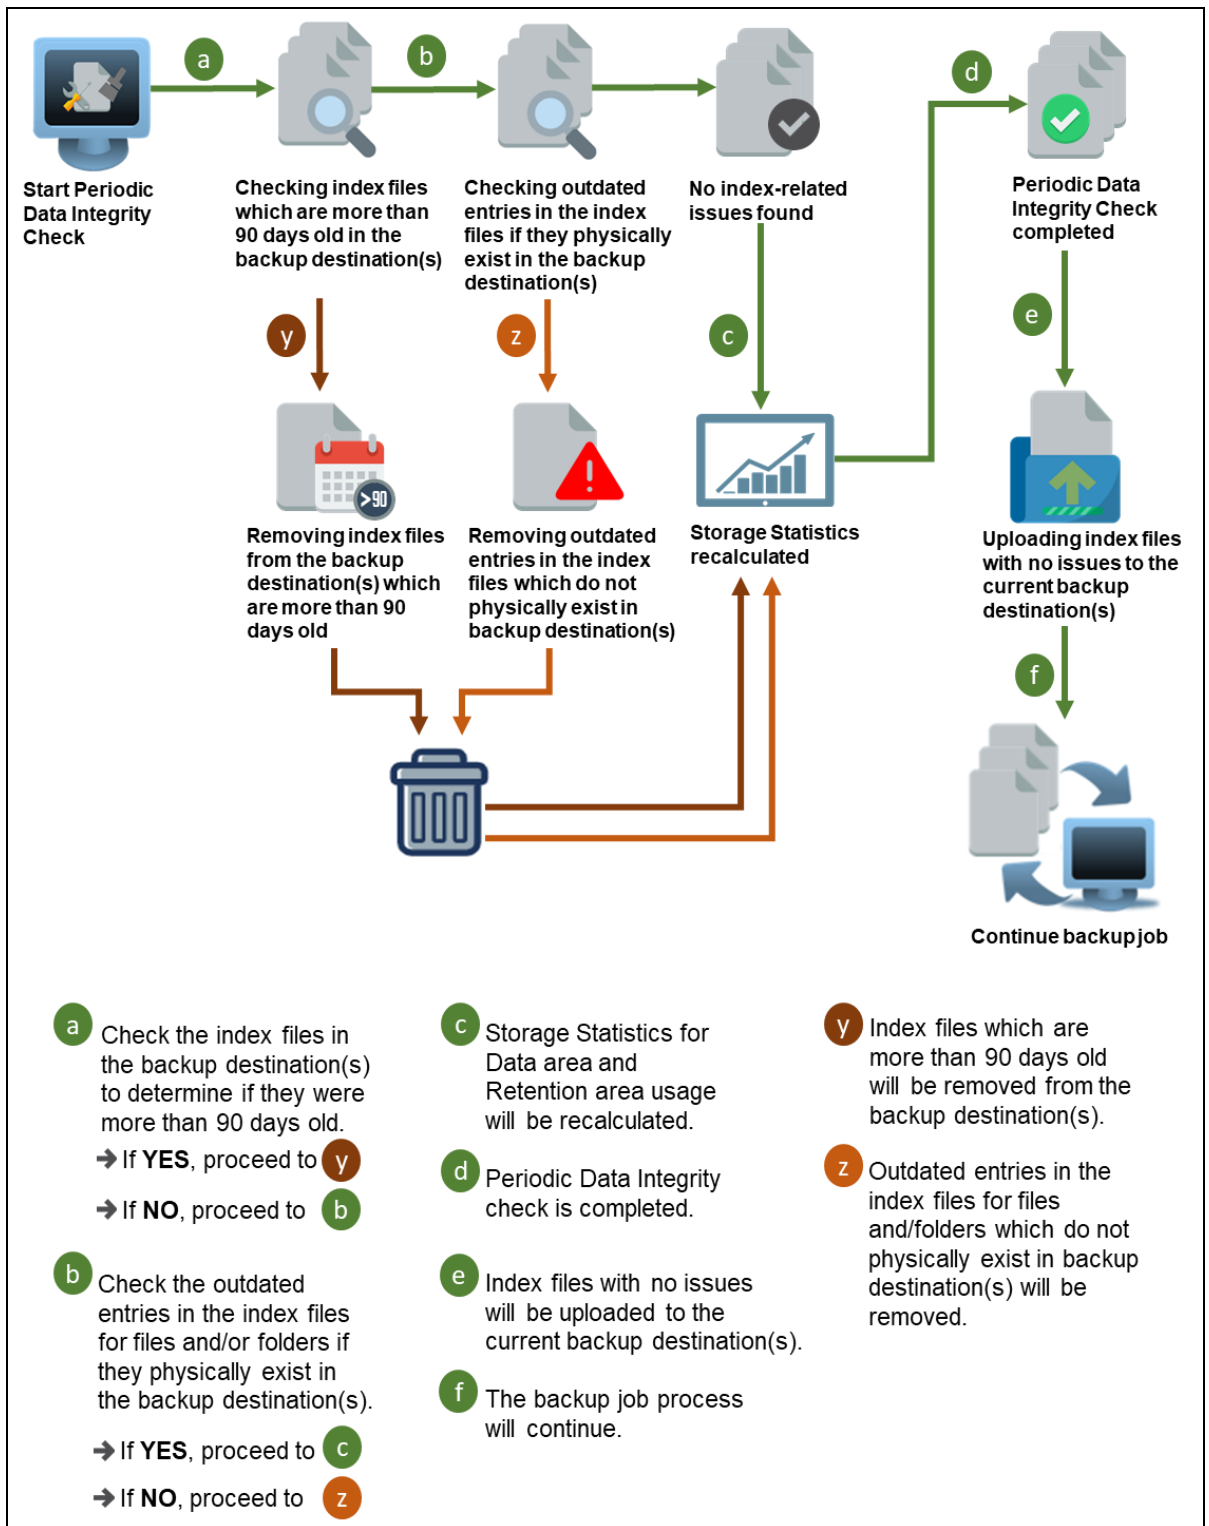 a
b
d
Start Periodic
Data Integrity
Check
Checking index files
which are more than
90 days old in the
backup destination(s)
Checking outdated
entries in the index
files if they physically
exist in the backup
destination(s)
No index-related
issues found
Periodic Data
Integrity Check
completed
y
z
c
e
>90
Removing index files
from the backup
destination(s) which
are more than 90
days old
Removing outdated
entries in the index
files which do not
physically exist in
backup destination(s)
Storage Statistics
recalculated
Uploading index files
with no issues to the
current backup
destination(s)
f
Continue backup job
a
Check the index files in
the backup destination(s)
to determine if they were
more than 90 days old.
➔ If YES, proceed to y
➔ If NO, proceed to b
b
Check the outdated
entries in the index files
for files and/or folders if
they physically exist in
the backup destination(s).
➔ If YES, proceed to c
➔ If NO, proceed to z
c
Storage Statistics for
Data area and
Retention area usage
will be recalculated.
d
Periodic Data Integrity
check is completed.
e
Index files with no issues
will be uploaded to the
current backup destination(s).
f
The backup job process
will continue.
y
Index files which are
more than 90 days old
will be removed from the
backup destination(s).
z
Outdated entries in the
index files for files
and/folders which do not
physically exist in backup
destination(s) will be
removed.